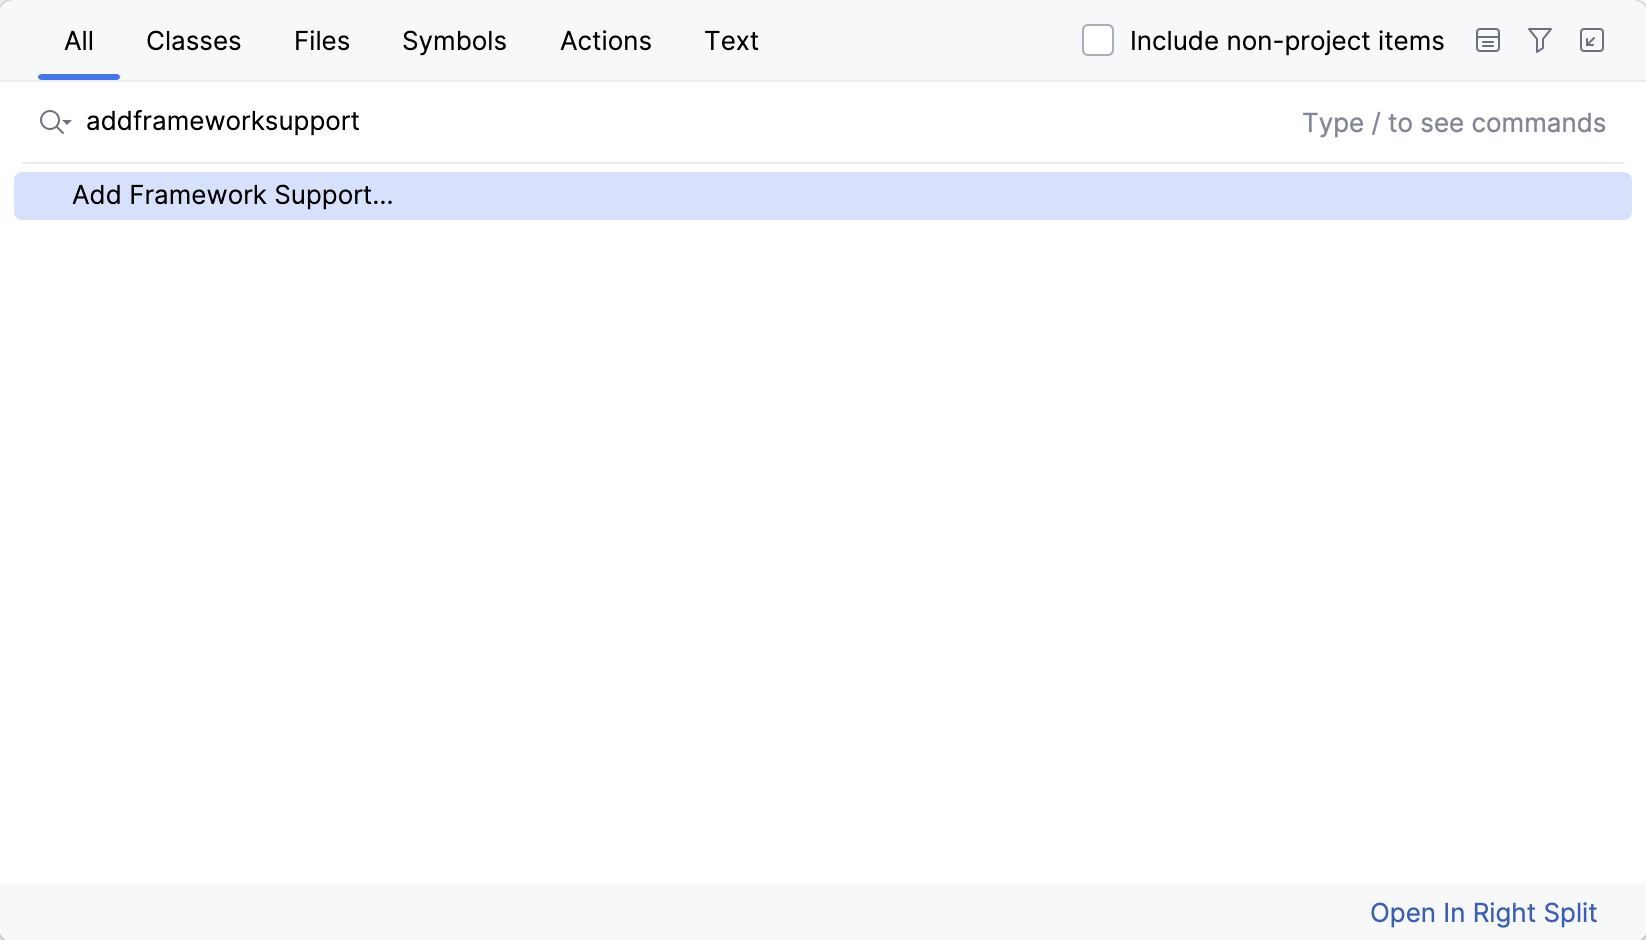 All Classes Files Symbols Actions Text Include non-project items
addframeworksupport Type / to see commands
Add Framework Support...
Open In Right Split